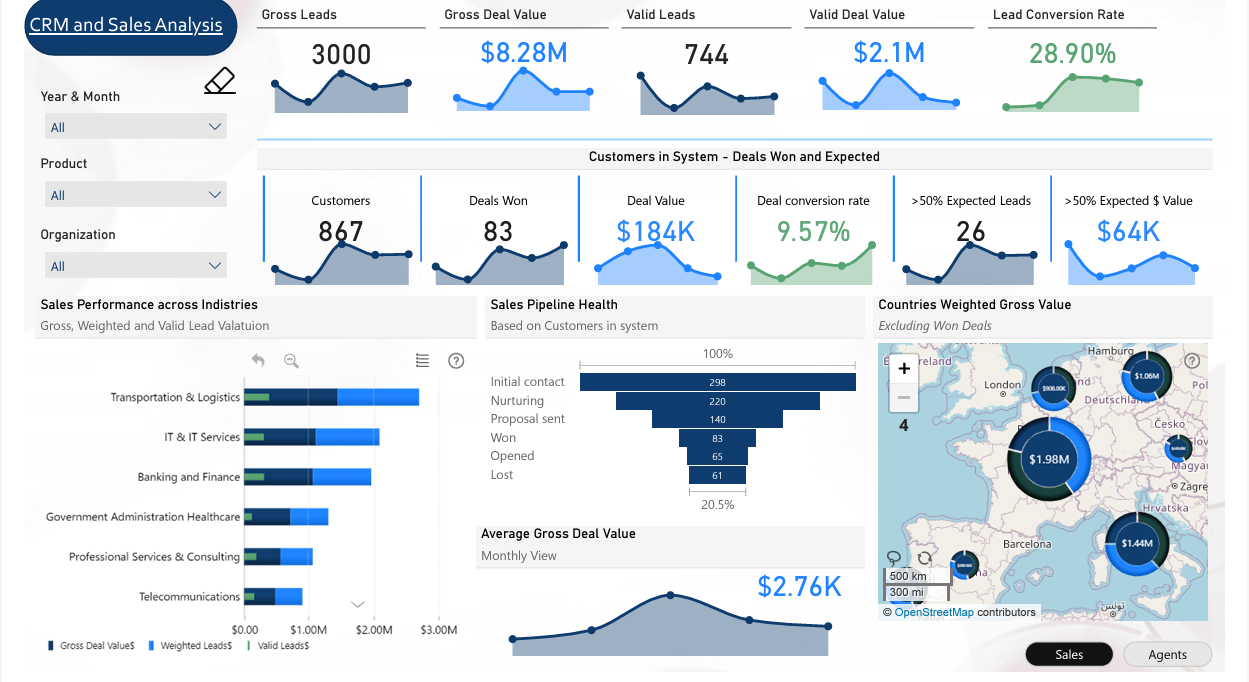 CRM and Sales Analysis
Gross Leads
Gross Deal Value
Valid Leads
Valid Deal Value
Lead Conversion Rate
3000
$8.28M
744
$2.1M
28.90%
Year & Month
All
Product
All
Organization
All
Customers in System - Deals Won and Expected
Customers
Deals Won
Deal Value
Deal conversion rate
>50% Expected Leads
>50% Expected $ Value
867
83
$184K
9.57%
26
$64K
Sales Performance across Indistries
Gross, Weighted and Valid Lead Valatuion
Transportation & Logistics
IT & IT Services
Banking and Finance
Government Administration Healthcare
Professional Services & Consulting
Telecommunications
$0.00
$1.00M
$2.00M
$3.00M
Gross Deal Value$
Weighted Leads$
Valid Leads$
Sales Pipeline Health
Based on Customers in system
100%
Initial contact
298
Nurturing
220
Proposal sent
140
Won
83
Opened
65
Lost
61
20.5%
Average Gross Deal Value
Monthly View
$2.76K
Countries Weighted Gross Value
Excluding Won Deals
+
−
4
Hamburg
London
Deutschl
Česko
Magyar
Zagre
Hrvatska
Barcelona
تونس
$908.00K
$1.06M
$1.98M
$1.44M
500 km
300 mi
© OpenStreetMap contributors
Sales
Agents